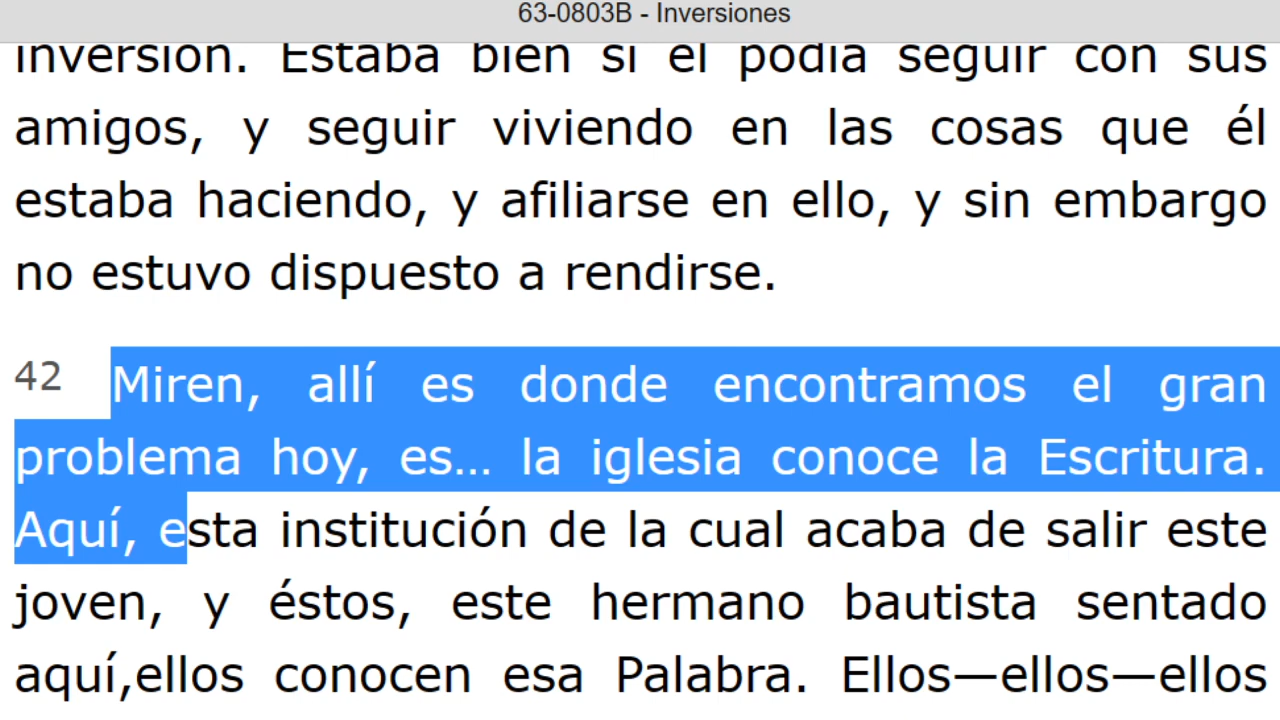 63-0803B - Inversiones
inversión. Estaba bien si él podía seguir con sus
amigos, y seguir viviendo en las cosas que él
estaba haciendo, y afiliarse en ello, y sin embargo
no estuvo dispuesto a rendirse.
42 Miren, allí es donde encontramos el gran
problema hoy, es… la iglesia conoce la Escritura.
Aquí, esta institución de la cual acaba de salir este
joven, y éstos, este hermano bautista sentado
aquí,ellos conocen esa Palabra. Ellos—ellos—ellos